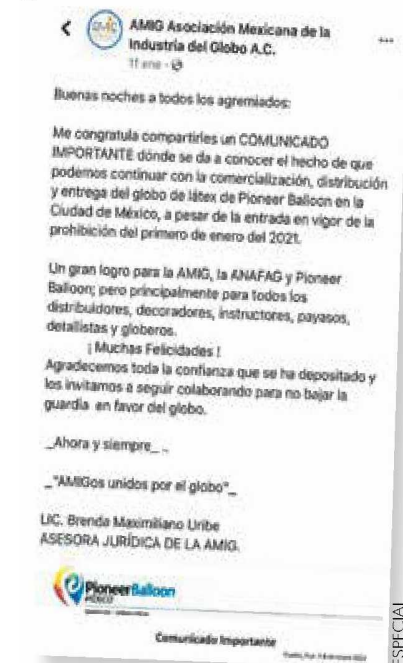 AMIG Asociación Mexicana de la
Industria del Globo A.C.
11 ene
Buenas noches a todos los agremiados:
Me congratula compartirles un COMUNICADO
IMPORTANTE donde se da a conocer el hecho de que
podemos continuar con la comercialización, distribución
y entrega del globo de látex de Pioneer Balloon en la
Ciudad de México, a pesar de la entrada en vigor de la
prohibición del primero de enero del 2021.
Un gran logro para la AMIG, la ANAFAG y Pioneer
Balloon; pero principalmente para todos los
distribuidores, decoradores, instructores, payasos,
detallistas y globeros.
¡ Muchas Felicidades !
Agradecemos toda la confianza que se ha depositado y
los invitamos a seguir colaborando para no bajar la
guardia en favor del globo.
_Ahora y siempre_ ..
_"AMIGos unidos por el globo"_
LIC. Brenda Maximiliano Uribe
ASESORA JURÍDICA DE LA AMIG.
PioneerBalloon
MÉXICO
Comunicado Importante
ESPECIAL